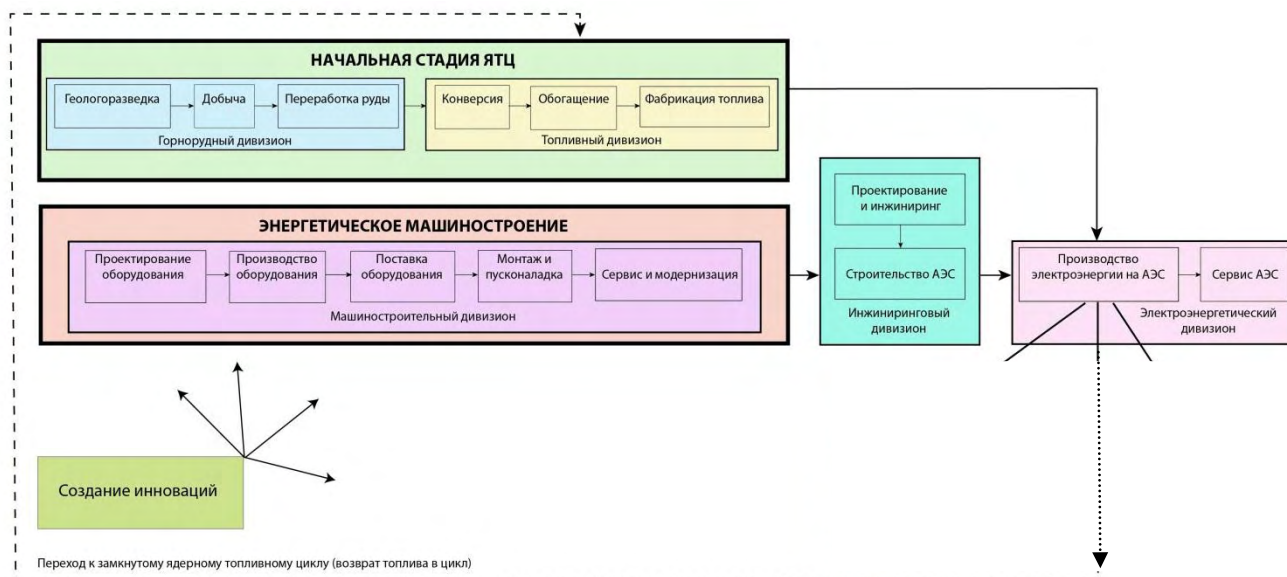 НАЧАЛЬНАЯ СТАДИЯ ЯТЦ
Геологоразведка
Добыча
Переработка руды
Горнорудный дивизион
Конверсия
Обогащение
Фабрикация топлива
Топливный дивизион
ЭНЕРГЕТИЧЕСКОЕ МАШИНОСТРОЕНИЕ
Проектирование
оборудования
Производство
оборудования
Поставка
оборудования
Монтаж и
пусконаладка
Сервис и модернизация
Машиностроительный дивизион
Проектирование
и инжиниринг
Строительство АЭС
Инжиниринговый
дивизион
Производство
электроэнергии на АЭС
Сервис АЭС
Электроэнергетический
дивизион
Создание инноваций
Переход к замкнутому ядерному топливному циклу (возврат топлива в цикл)